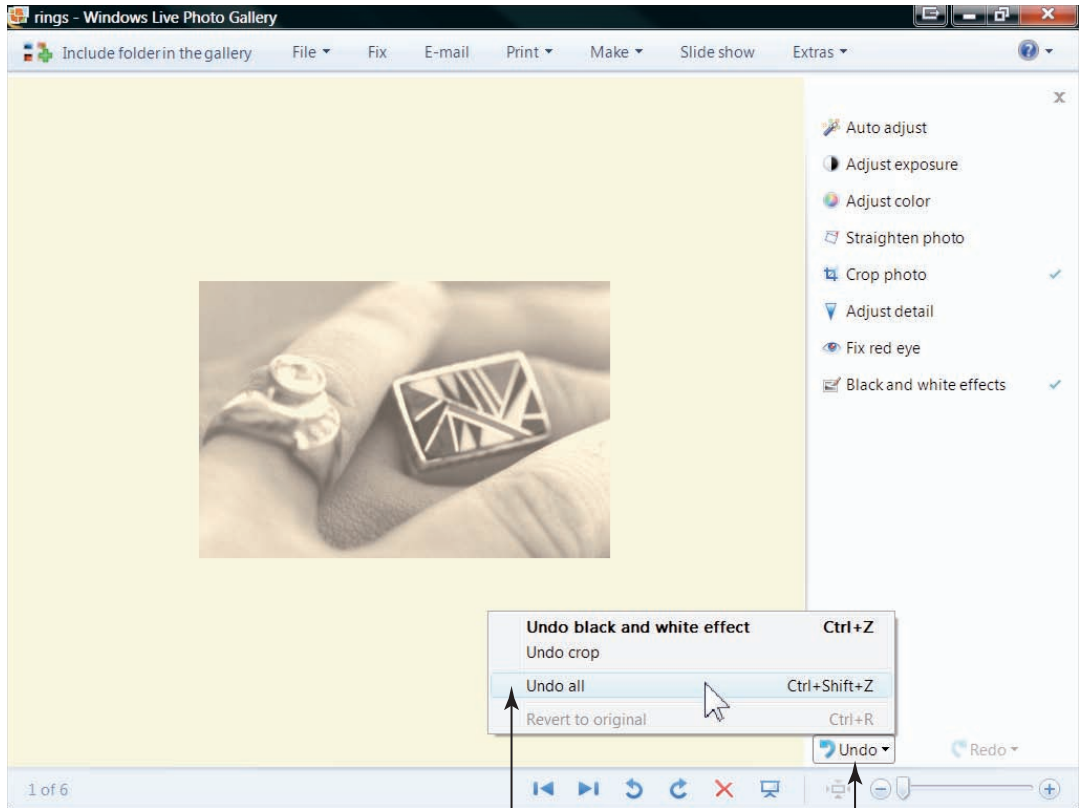 rings - Windows Live Photo Gallery
Include folder in the gallery File Fix E-mail Print Make Slide show Extras
Auto adjust
Adjust exposure
Adjust color
Straighten photo
Crop photo
Adjust detail
Fix red eye
Black and white effects
Undo black and white effect Ctrl+Z
Undo crop
Undo all Ctrl+Shift+Z
Revert to original Ctrl+R
Undo Redo
1 of 6